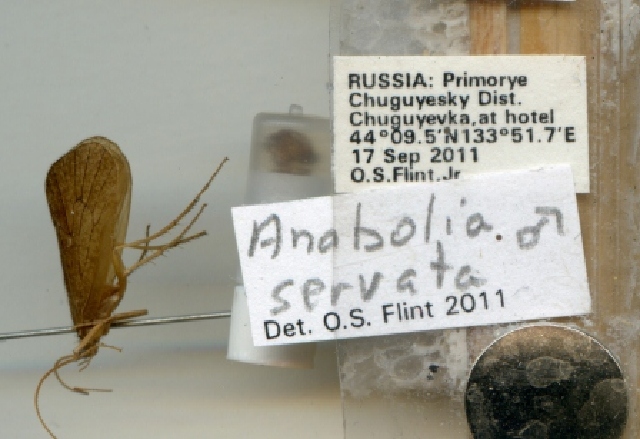 RUSSIA: Primorye
Chuguyesky Dist.
Chuguyevka,at hotel
44°09.5'N133°51.7'E
17 Sep 2011
O.S.Flint,Jr
Anabolia ♂
servata
Det. O.S. Flint 2011